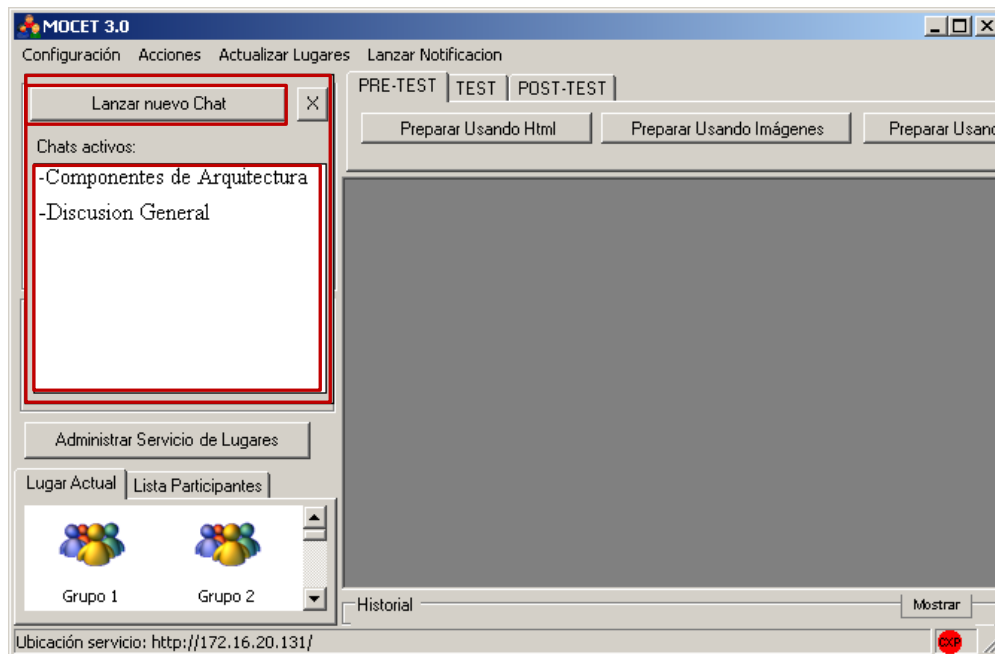 MOCET 3.0
Configuración Acciones Actualizar Lugares Lanzar Notificacion
Lanzar nuevo Chat X
Chats activos:
-Componentes de Arquitectura
-Discusion General
Administrar Servicio de Lugares
Lugar Actual Lista Participantes
Grupo 1 Grupo 2
PRE-TEST TEST POST-TEST
Preparar Usando Html Preparar Usando Imágenes Preparar Usand
Historial Mostrar
Ubicación servicio: http://172.16.20.131/ CXP